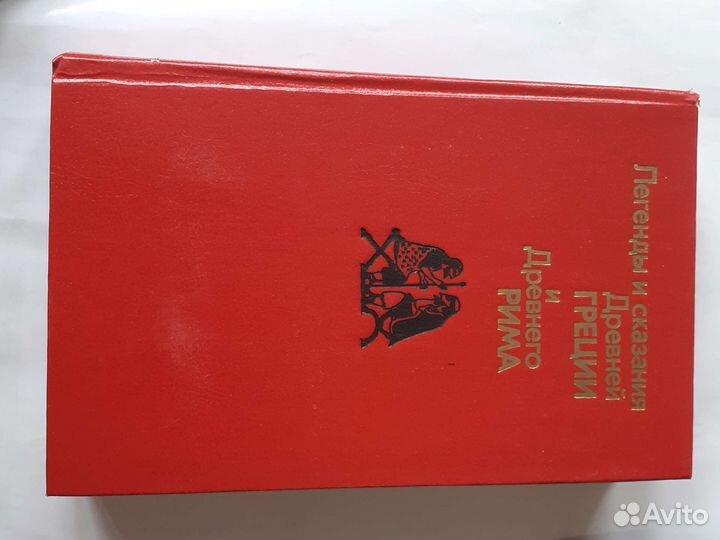 Легенды и сказания
Древней
ГРЕЦИИ
и
Древнего
РИМА
Avito